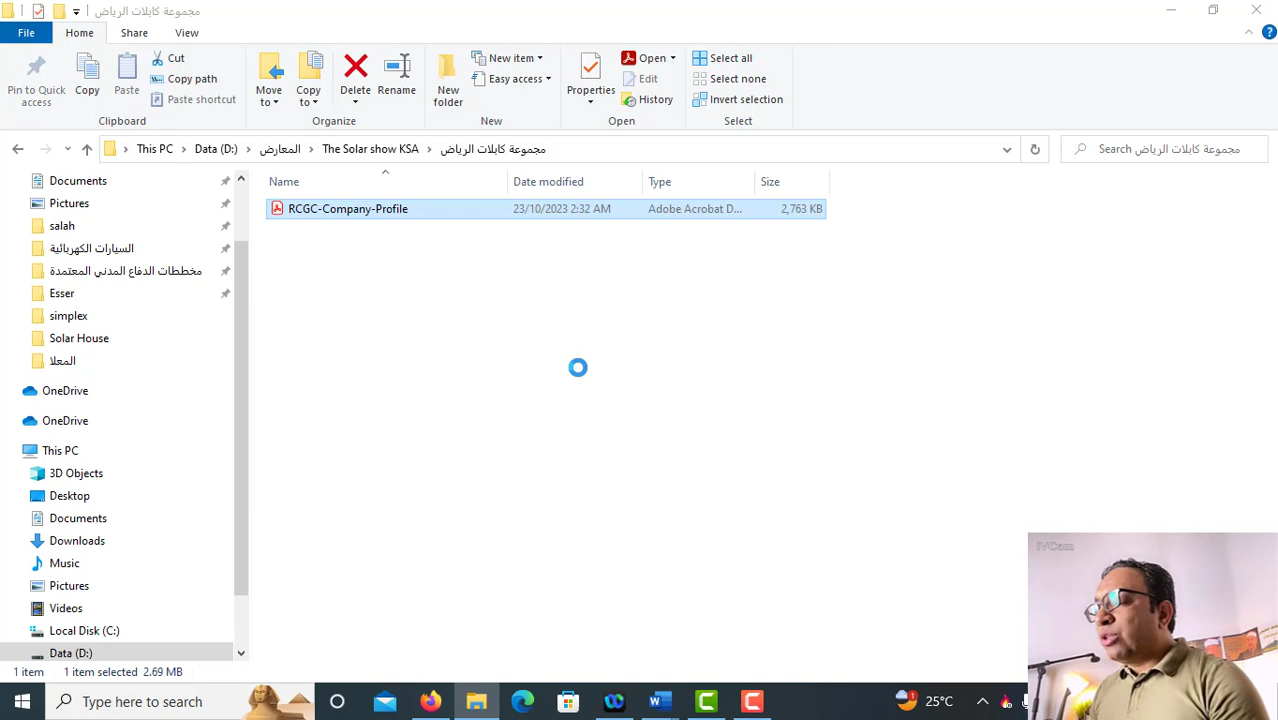 مجموعة كابلات الرياض
File
Home
Share
View
Pin to Quick access
Copy
Paste
Cut
Copy path
Paste shortcut
Clipboard
Move to
Copy to
Delete
Rename
Organize
New folder
New item
Easy access
New
Properties
Open
Edit
History
Open
Select all
Select none
Invert selection
Select
This PC
Data (D:)
المعارض
The Solar show KSA
مجموعة كابلات الرياض
Search مجموعة كابلات الرياض
Name
Date modified
Type
Size
RCGC-Company-Profile
23/10/2023 2:32 AM
Adobe Acrobat D...
2,763 KB
Documents
Pictures
salah
السيارات الكهربائية
مخططات الدفاع المدني المعتمدة
Esser
simplex
Solar House
المعلا
OneDrive
OneDrive
This PC
3D Objects
Desktop
Documents
Downloads
Music
Pictures
Videos
Local Disk (C:)
Data (D:)
1 item
1 item selected 2.69 MB
iVCam
Type here to search
25°C